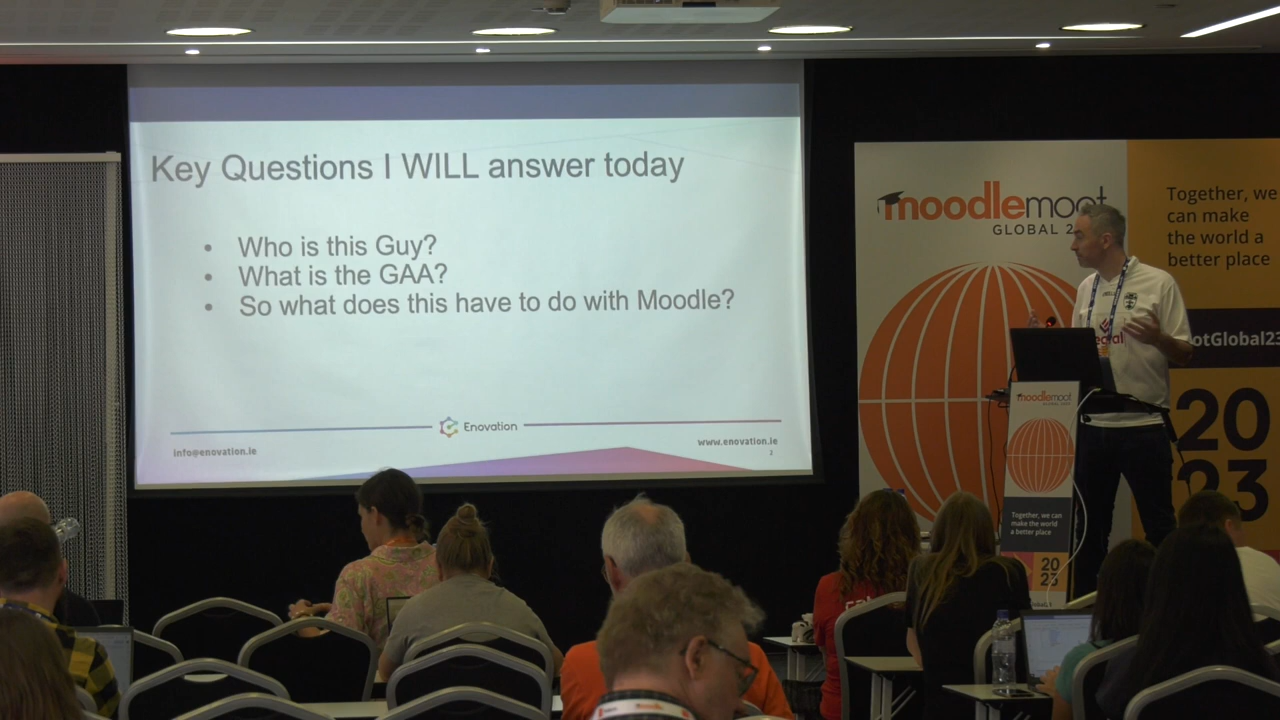 Key Questions I WILL answer today
• Who is this Guy?
• What is the GAA?
• So what does this have to do with Moodle?
Enovation
info@enovation.ie
www.enovation.ie
2
moodlemoot
GLOBAL 2
Together, we
can make
the world a
better place
otGlobal23
20
23
moodlemoot
Together, we can
make the world
a better place
20
23